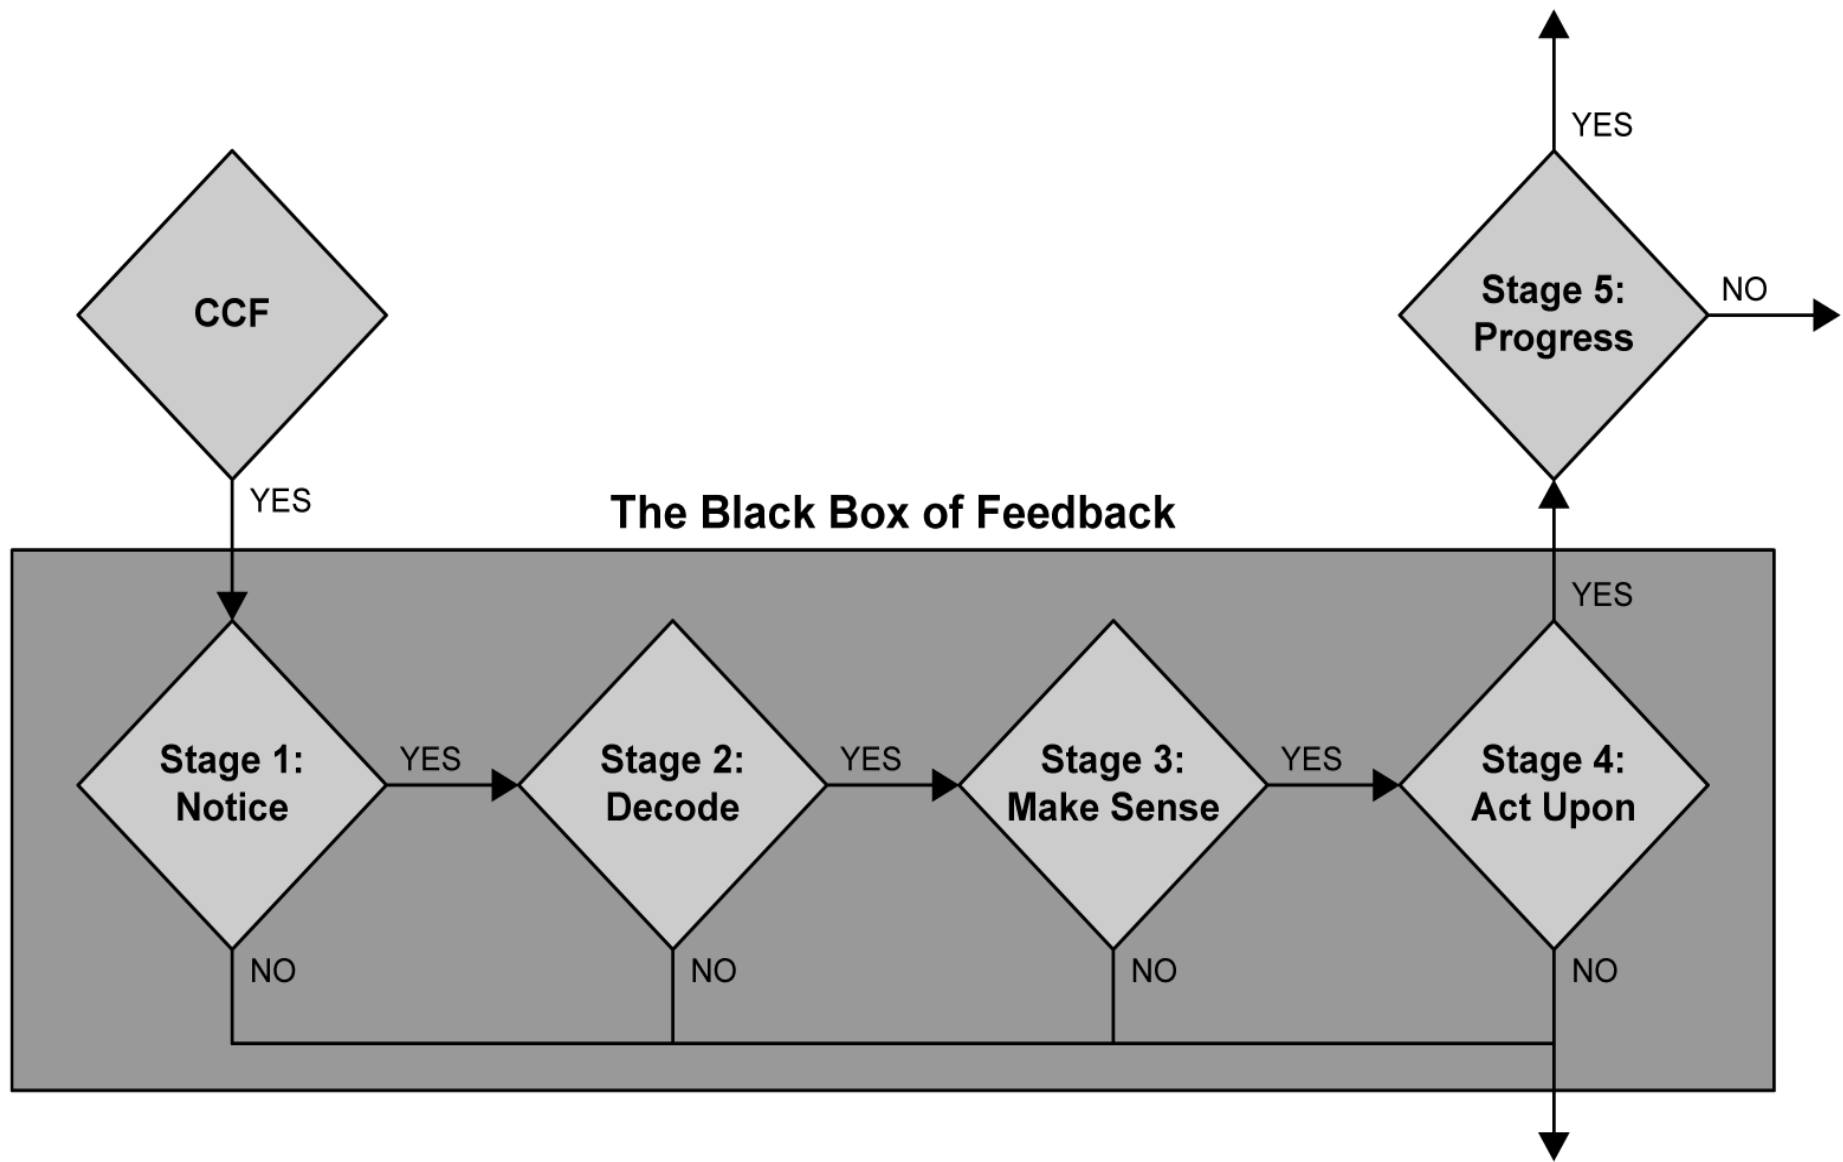 YES
CCF
Stage 5:
Progress
NO
YES
The Black Box of Feedback
YES
Stage 1:
Notice
YES
Stage 2:
Decode
YES
Stage 3:
Make Sense
YES
Stage 4:
Act Upon
NO
NO
NO
NO